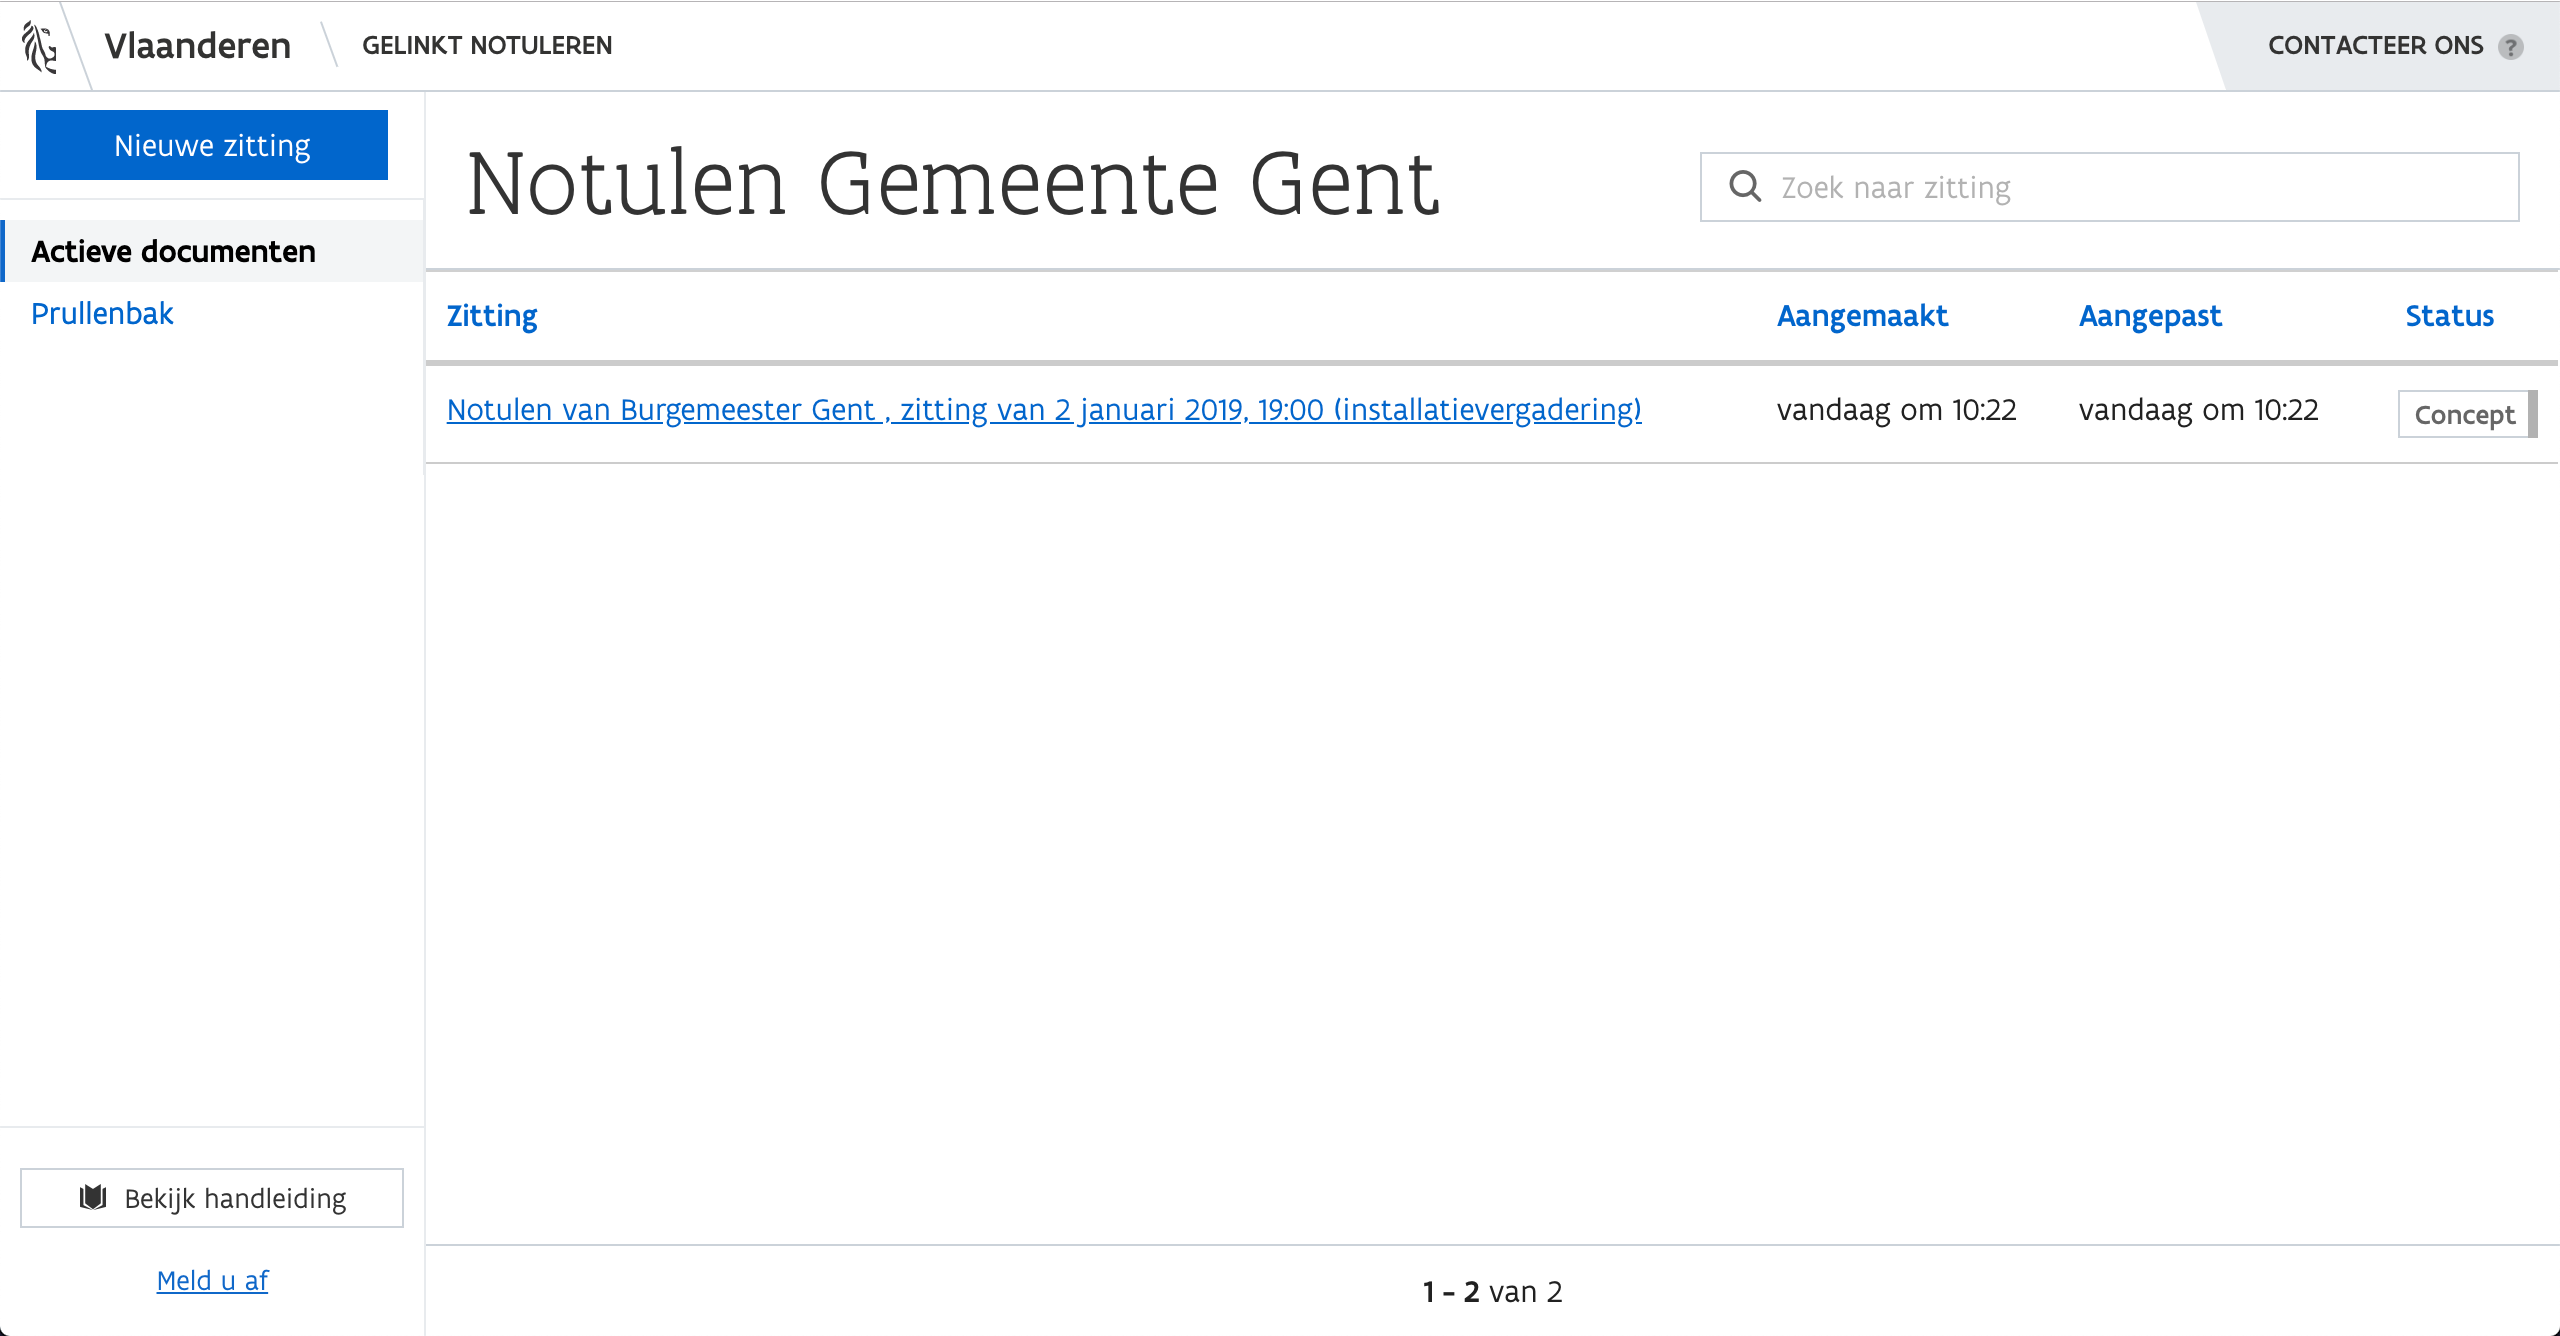 Vlaanderen
GELINKT NOTULEREN
CONTACTEER ONS ?
Nieuwe zitting
Actieve documenten
Prullenbak
Notulen Gemeente Gent
Zoek naar zitting
Zitting Aangemaakt Aangepast Status
Notulen van Burgemeester Gent , zitting van 2 januari 2019, 19:00 (installatievergadering) vandaag om 10:22 vandaag om 10:22 Concept
Bekijk handleiding
Meld u af
1 - 2 van 2